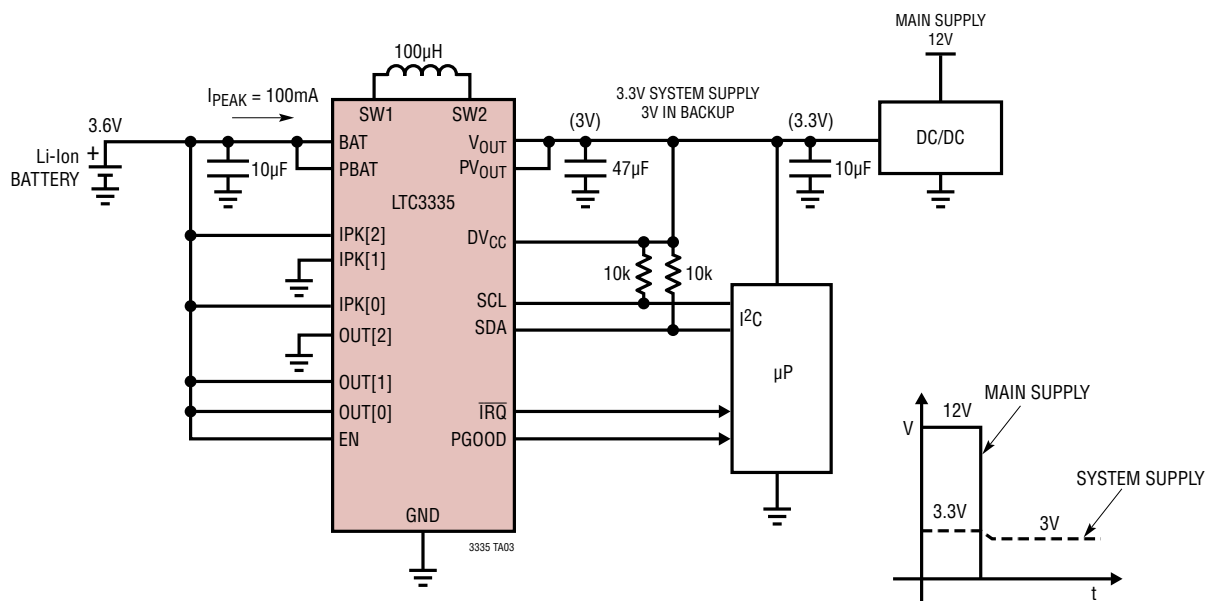 MAIN SUPPLY
12V
100µH
I_PEAK = 100mA
SW1
SW2
3.3V SYSTEM SUPPLY
3V IN BACKUP
3.6V
Li-Ion
BATTERY
+
10µF
BAT
PBAT
V_OUT
PV_OUT
(3V)
47µF
(3.3V)
10µF
DC/DC
LTC3335
IPK[2]
IPK[1]
IPK[0]
OUT[2]
OUT[1]
OUT[0]
EN
DV_CC
10k
10k
SCL
SDA
IRQ
PGOOD
I²C
µP
GND
3335 TA03
MAIN SUPPLY
V
12V
SYSTEM SUPPLY
3.3V
3V
t